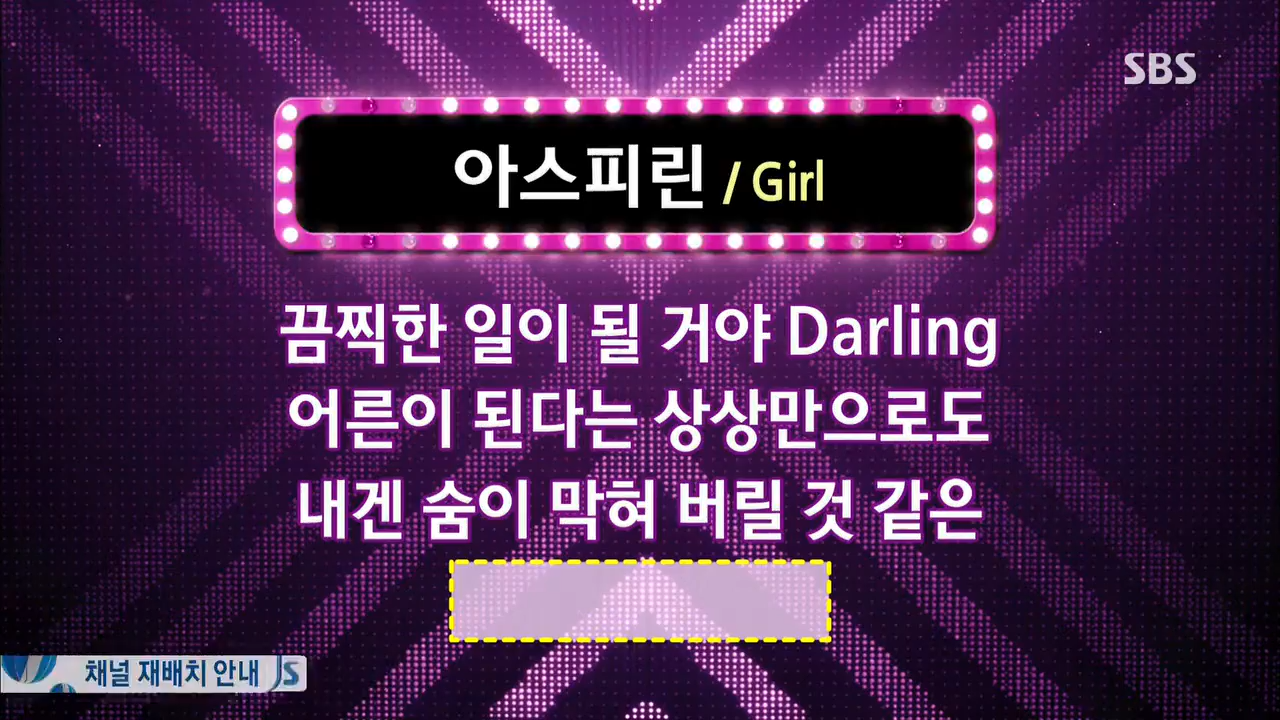 SBS
아스피린 / Girl
끔찍한 일이 될 거야 Darling
어른이 된다는 상상만으로도
내겐 숨이 막혀 버릴 것 같은
채널 재배치 안내 JS